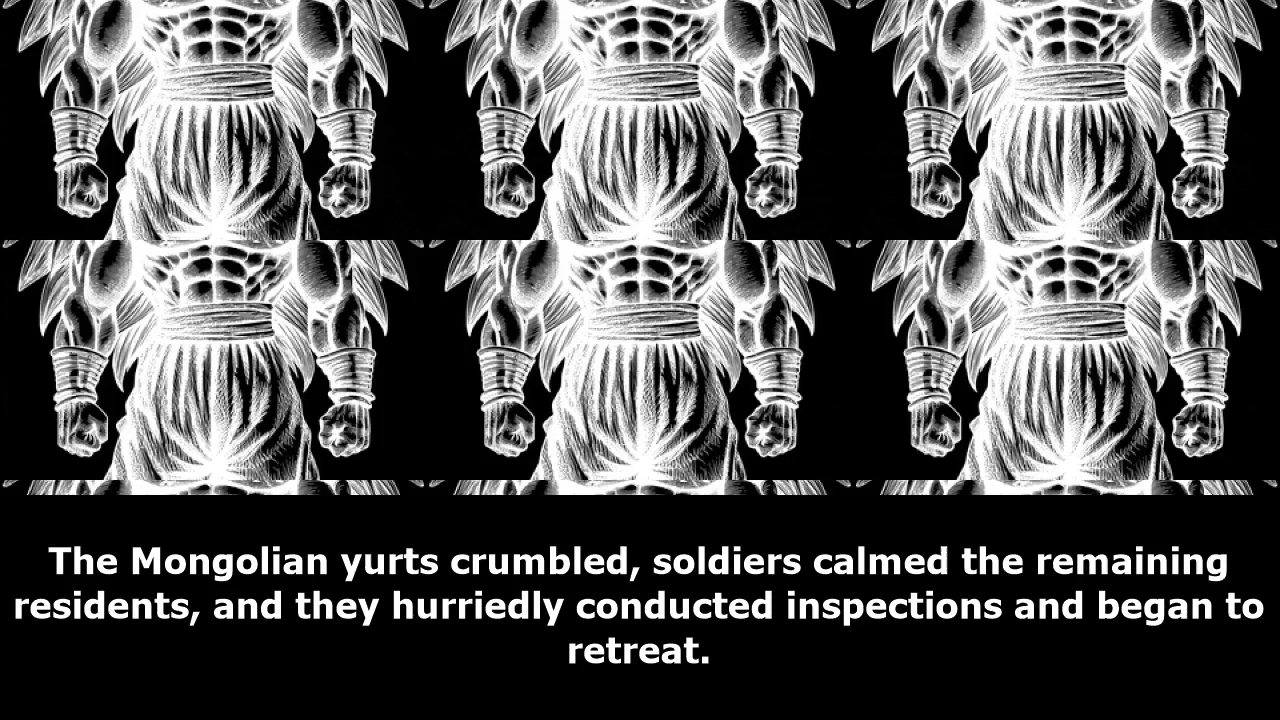 The Mongolian yurts crumbled, soldiers calmed the remaining
residents, and they hurriedly conducted inspections and began to
retreat.